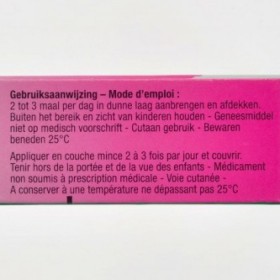 Gebruiksaanwijzing – Mode d'emploi :
2 tot 3 maal per dag in dunne laag aanbrengen en afdekken.
Buiten het bereik en zicht van kinderen houden - Geneesmiddel
niet op medisch voorschrift - Cutaan gebruik - Bewaren
beneden 25°C
Appliquer en couche mince 2 à 3 fois par jour et couvrir.
Tenir hors de la portée et de la vue des enfants - Médicament
non soumis à prescription médicale - Voie cutanée -
A conserver à une température ne dépassant pas 25°C